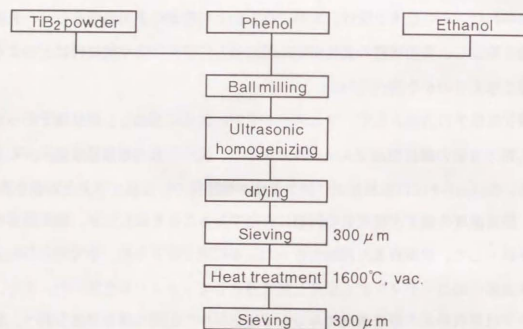 TiB₂ powder
Phenol
Ethanol
Ball milling
Ultrasonic
homogenizing
drying
Sieving 300 μm
Heat treatment 1600℃, vac.
Sieving 300 μm